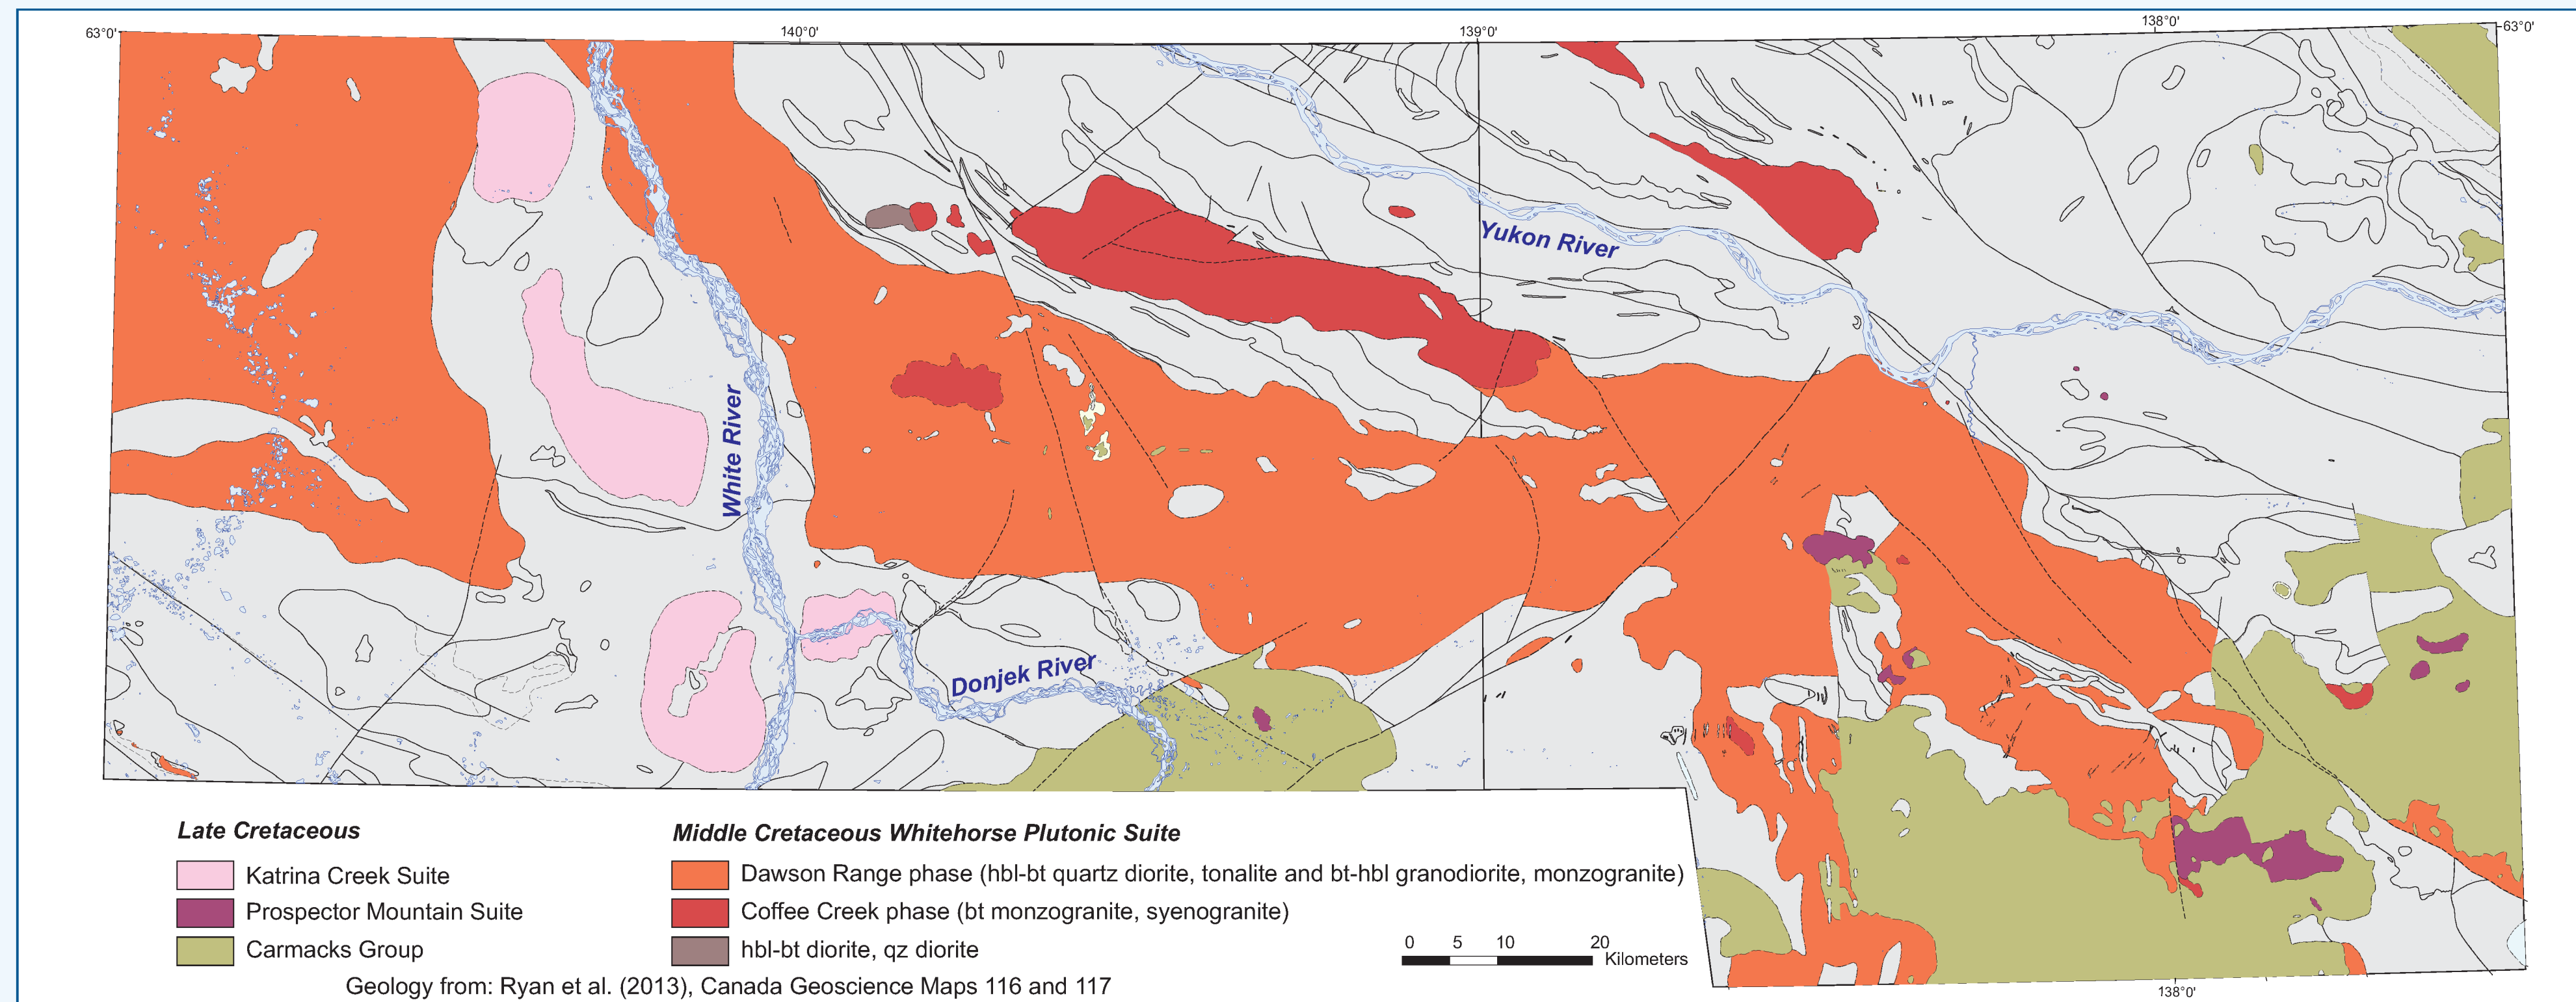 63°0'
140°0'
139°0'
138°0'
63°0'
Yukon River
White River
Donjek River
Late Cretaceous
Katrina Creek Suite
Prospector Mountain Suite
Carmacks Group
Middle Cretaceous Whitehorse Plutonic Suite
Dawson Range phase (hbl-bt quartz diorite, tonalite and bt-hbl granodiorite, monzogranite)
Coffee Creek phase (bt monzogranite, syenogranite)
hbl-bt diorite, qz diorite
0 5 10 20
Kilometers
Geology from: Ryan et al. (2013), Canada Geoscience Maps 116 and 117
138°0'